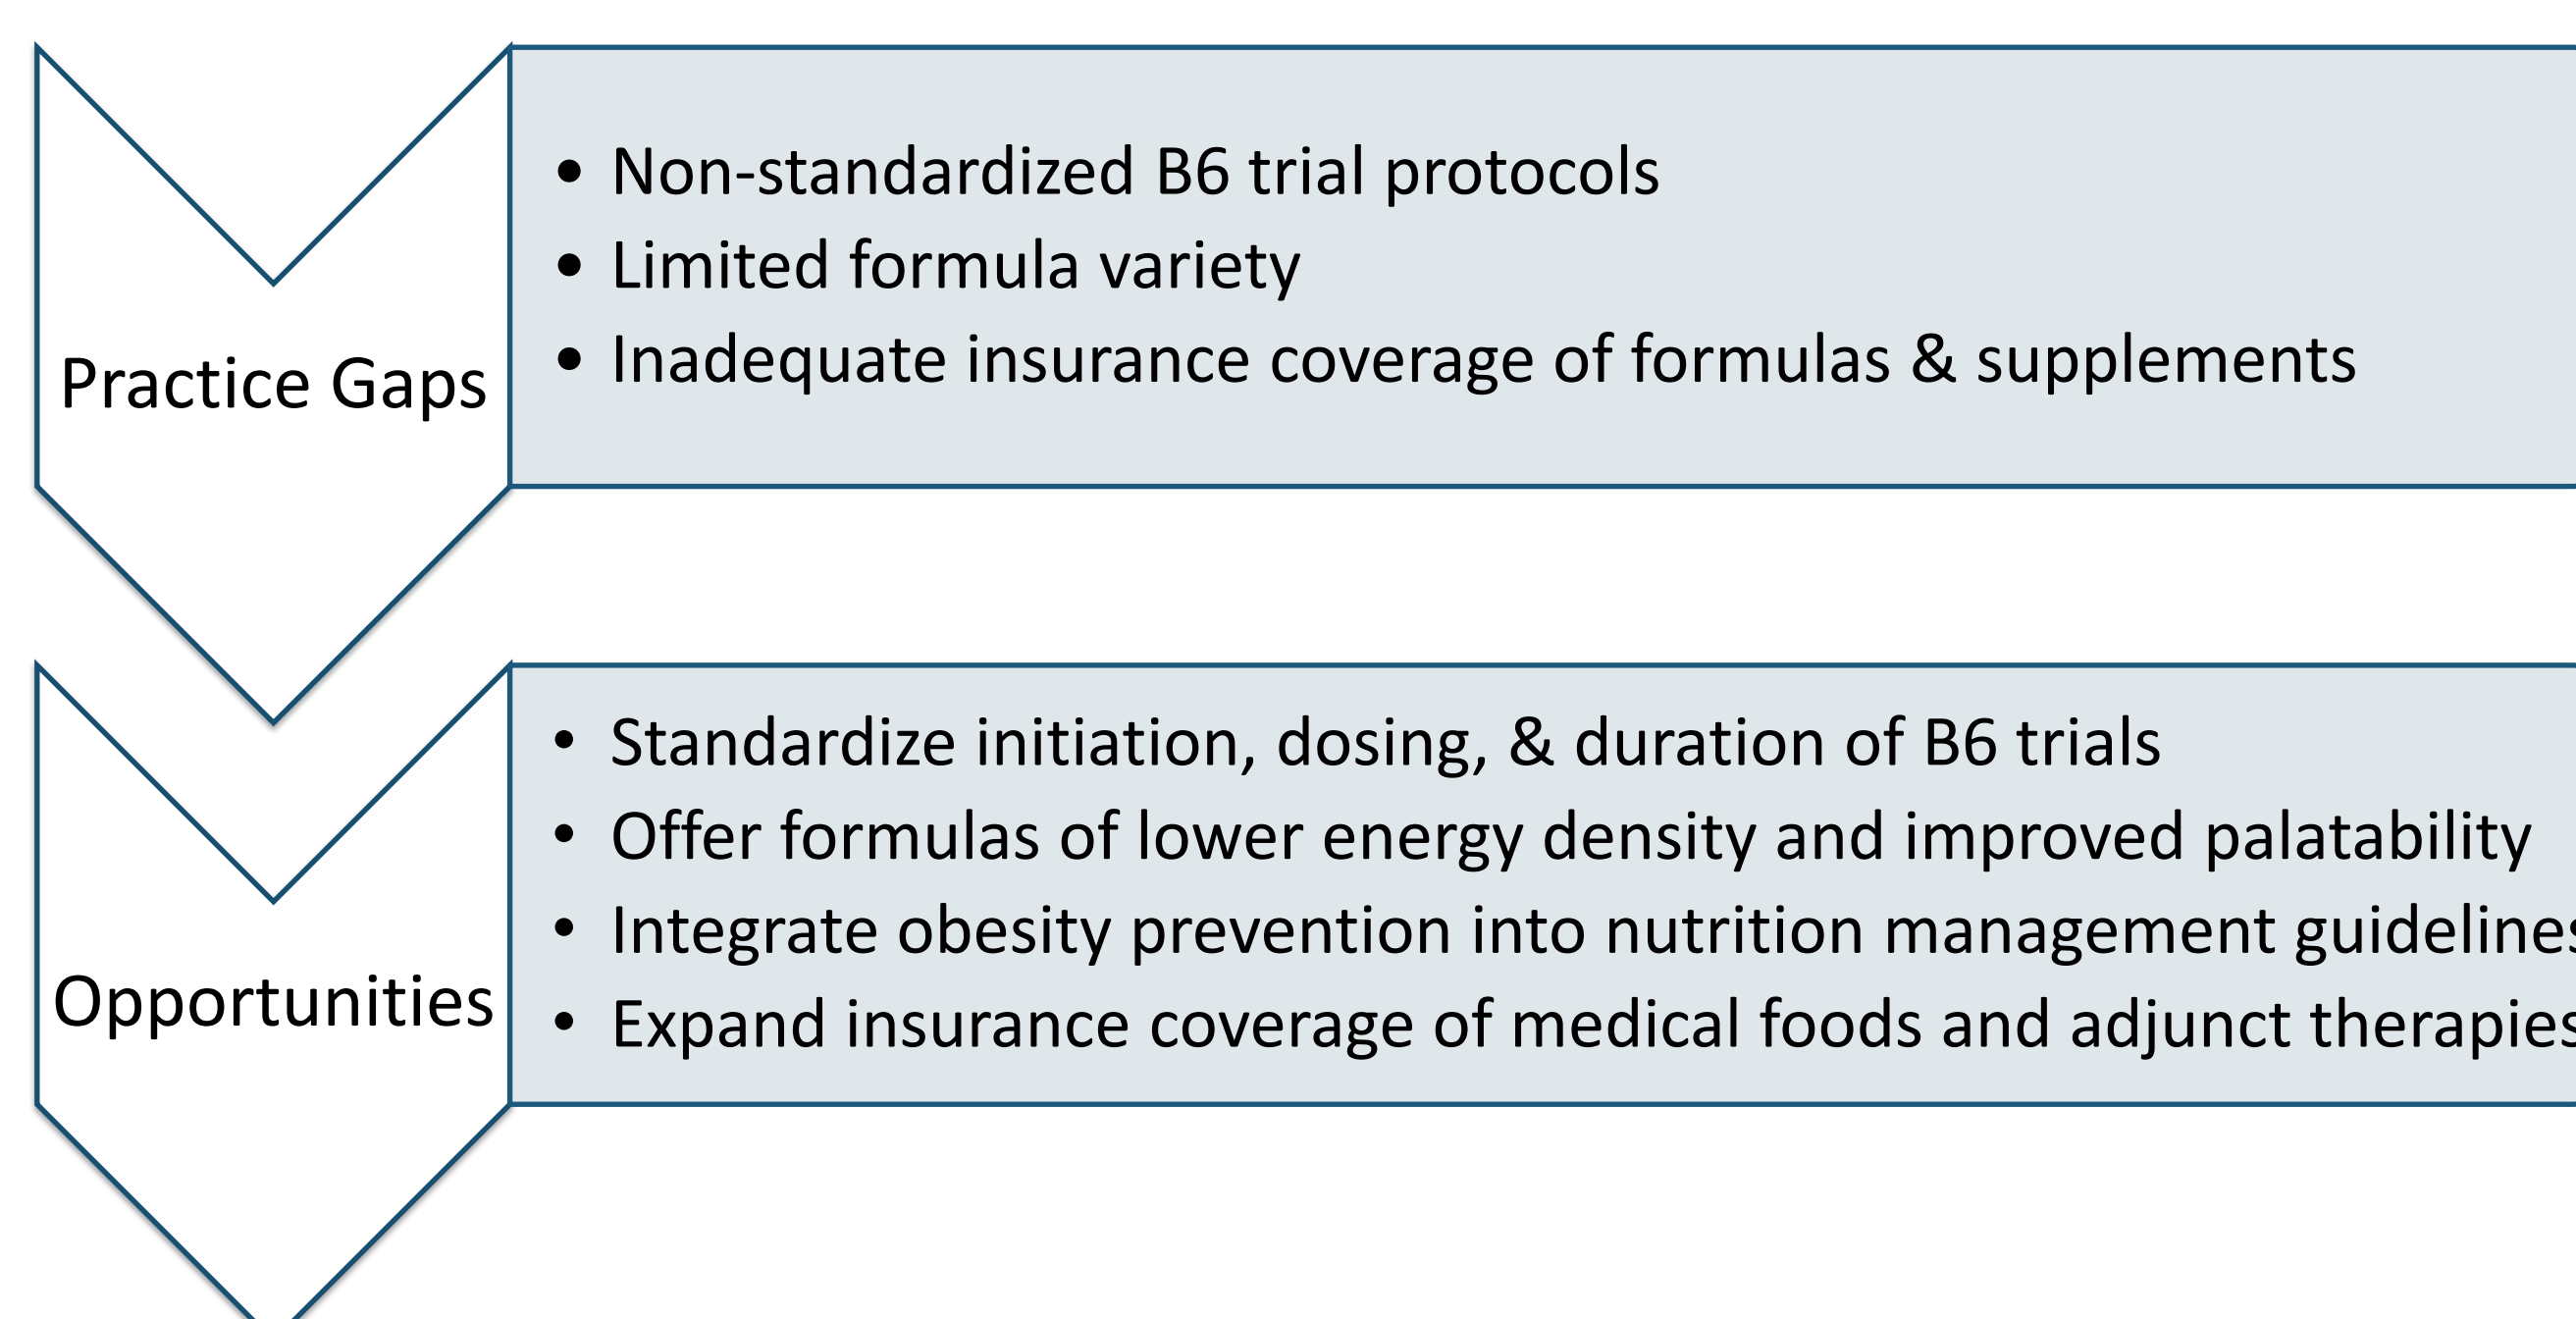 Practice Gaps
• Non-standardized B6 trial protocols
• Limited formula variety
• Inadequate insurance coverage of formulas & supplements
Opportunities
• Standardize initiation, dosing, & duration of B6 trials
• Offer formulas of lower energy density and improved palatability
• Integrate obesity prevention into nutrition management guidelines
• Expand insurance coverage of medical foods and adjunct therapies